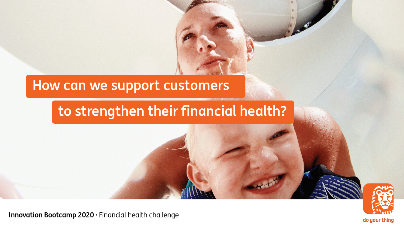 How can we support customers
to strengthen their financial health?
Innovation Bootcamp 2020 • Financial health challenge
do your thing